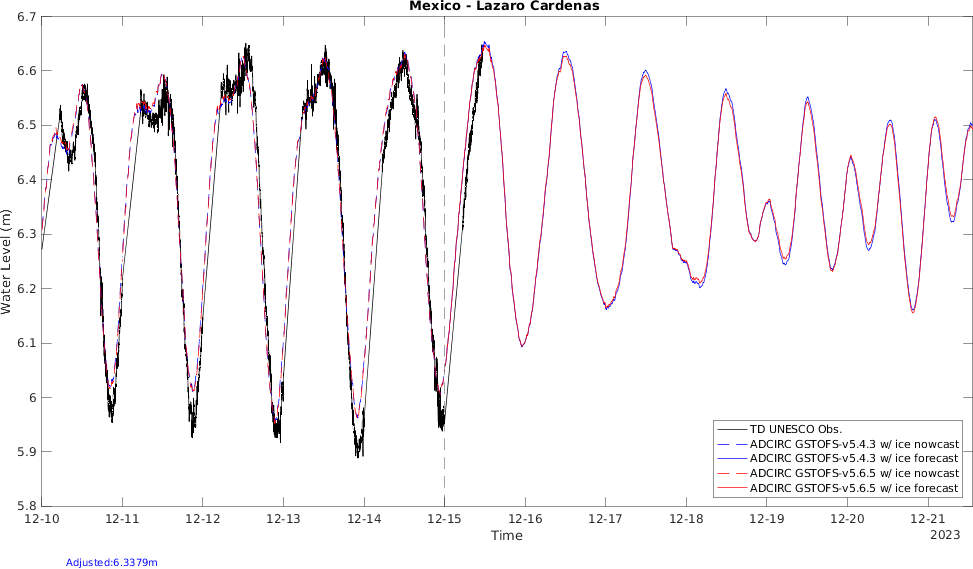 Mexico - Lazaro Cardenas
Water Level (m)
6.7
6.6
6.5
6.4
6.3
6.2
6.1
6
5.9
5.8
12-10 12-11 12-12 12-13 12-14 12-15 12-16 12-17 12-18 12-19 12-20 12-21
2023
Time
TD UNESCO Obs.
ADCIRC GSTOFS-v5.4.3 w/ ice nowcast
ADCIRC GSTOFS-v5.4.3 w/ ice forecast
ADCIRC GSTOFS-v5.6.5 w/ ice nowcast
ADCIRC GSTOFS-v5.6.5 w/ ice forecast
Adjusted:6.3379m